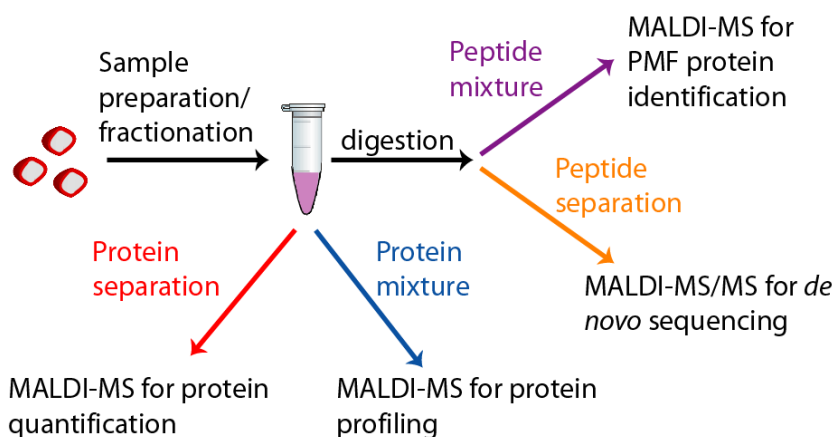 Sample
preparation/
fractionation
digestion
Peptide
mixture
MALDI-MS for
PMF protein
identification
Peptide
separation
MALDI-MS/MS for de
novo sequencing
Protein
separation
Protein
mixture
MALDI-MS for protein
quantification
MALDI-MS for protein
profiling